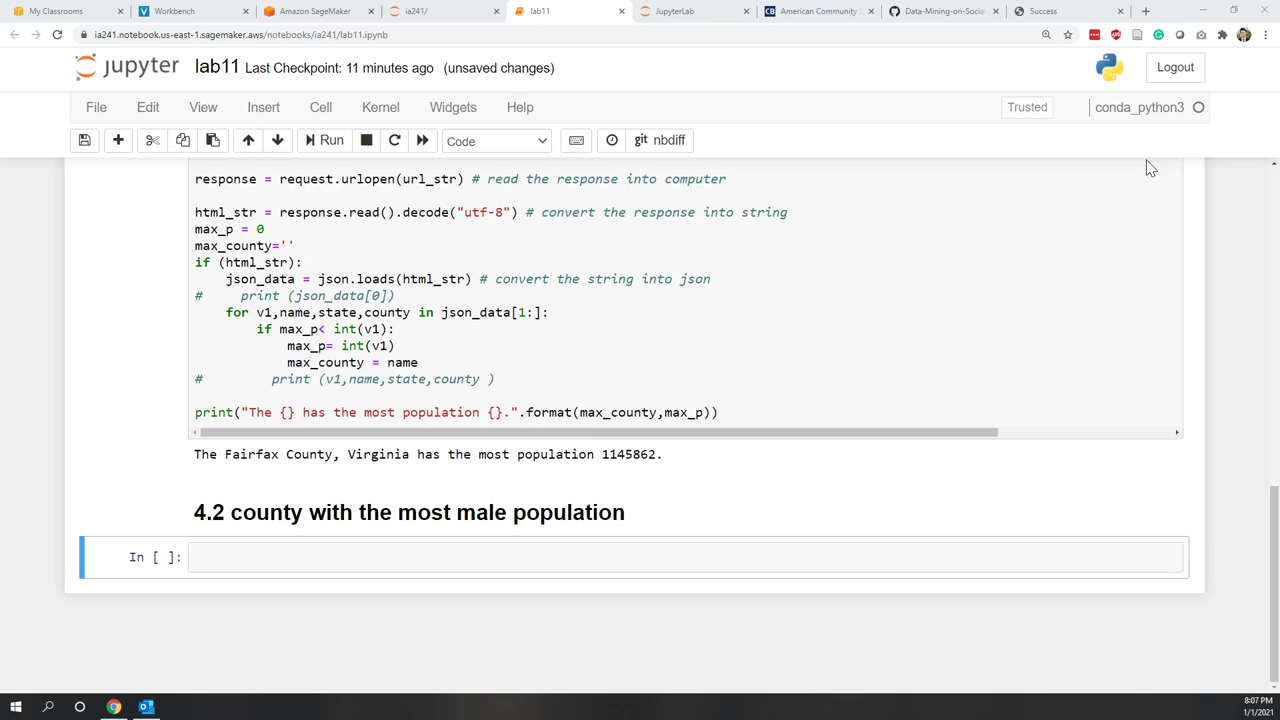 My Classrooms
Workbench
Amazon SageMaker
ia241/
lab11
JupyterLab
American Community S
Data-Mining-on-Social
Success
ia241.notebook.us-east-1.sagemaker.aws/notebooks/ia241/lab11.ipynb
jupyter lab11 Last Checkpoint: 11 minutes ago (unsaved changes)
Logout
File Edit View Insert Cell Kernel Widgets Help
Trusted
conda_python3
Run
Code
git nbdiff
response = request.urlopen(url_str) # read the response into computer
html_str = response.read().decode("utf-8") # convert the response into string
max_p = 0
max_county=''
if (html_str):
json_data = json.loads(html_str) # convert the string into json
# print (json_data[0])
for v1,name,state,county in json_data[1:]:
if max_p< int(v1):
max_p= int(v1)
max_county = name
# print (v1,name,state,county )
print("The {} has the most population {}.".format(max_county,max_p))
The Fairfax County, Virginia has the most population 1145862.
4.2 county with the most male population
In [ ]:
8:07 PM
1/1/2021